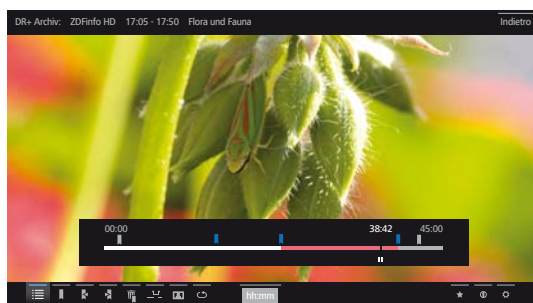 DR+ Archiv: ZDFinfo HD 17:05 - 17:50 Flora und Fauna Indietro
00:00 38:42 45:00
hh:mm